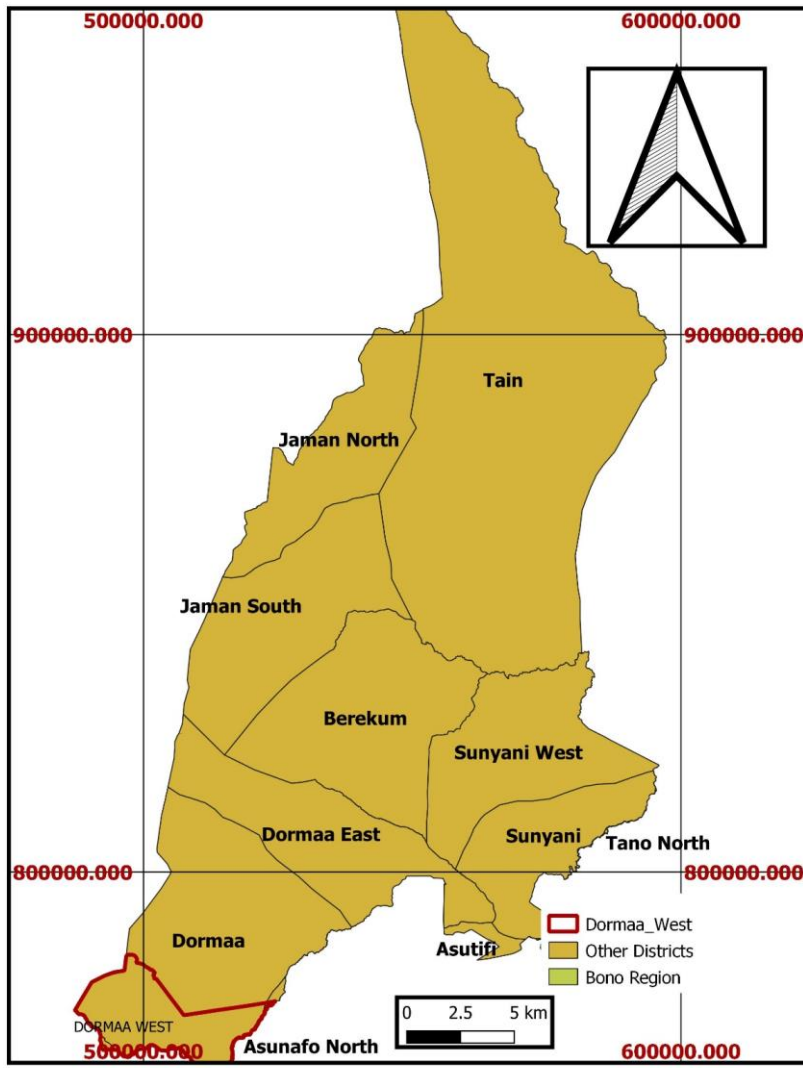 500000.000
600000.000
900000.000
900000.000
Tain
Jaman North
Jaman South
Berekum
Sunyani West
Dormaa East
Sunyani
Tano North
800000.000
800000.000
Dormaa
Asutifi
Dormaa_West
Other Districts
Bono Region
DORMAA WEST
0 2.5 5 km
Asunafo North
500000.000
600000.000